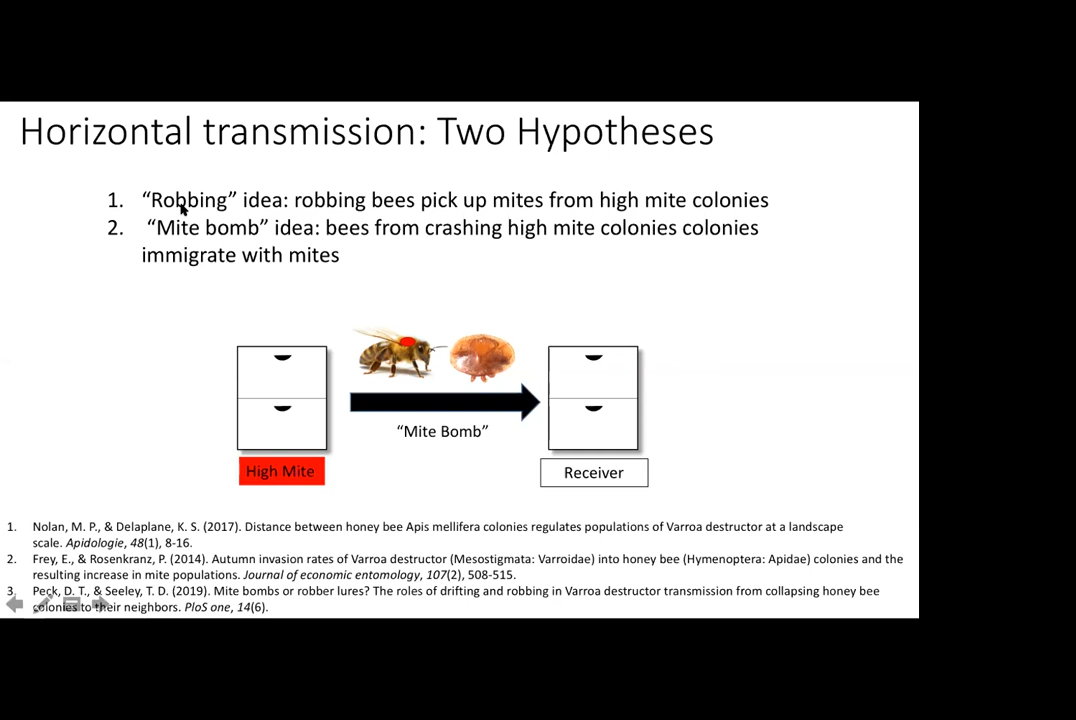 Horizontal transmission: Two Hypotheses
1. “Robbing” idea: robbing bees pick up mites from high mite colonies
2. “Mite bomb” idea: bees from crashing high mite colonies colonies
immigrate with mites
“Mite Bomb”
High Mite
Receiver
1. Nolan, M. P., & Delaplane, K. S. (2017). Distance between honey bee Apis mellifera colonies regulates populations of Varroa destructor at a landscape
scale. Apidologie, 48(1), 8-16.
2. Frey, E., & Rosenkranz, P. (2014). Autumn invasion rates of Varroa destructor (Mesostigmata: Varroidae) into honey bee (Hymenoptera: Apidae) colonies and the
resulting increase in mite populations. Journal of economic entomology, 107(2), 508-515.
3. Peck, D. T., & Seeley, T. D. (2019). Mite bombs or robber lures? The roles of drifting and robbing in Varroa destructor transmission from collapsing honey bee
colonies to their neighbors. PloS one, 14(6).